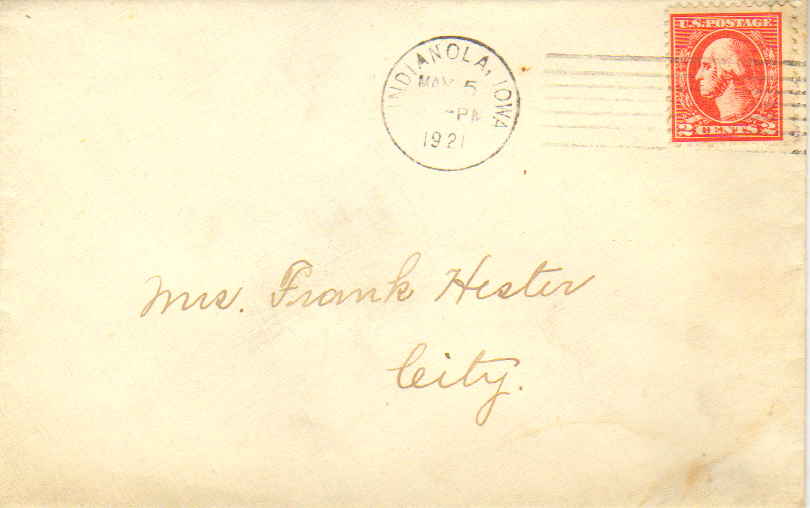 INDIANOLA, IOWA
MAY 5
-PM
1921
U.S.POSTAGE
2 CENTS 2
Mrs. Frank Hester
City.